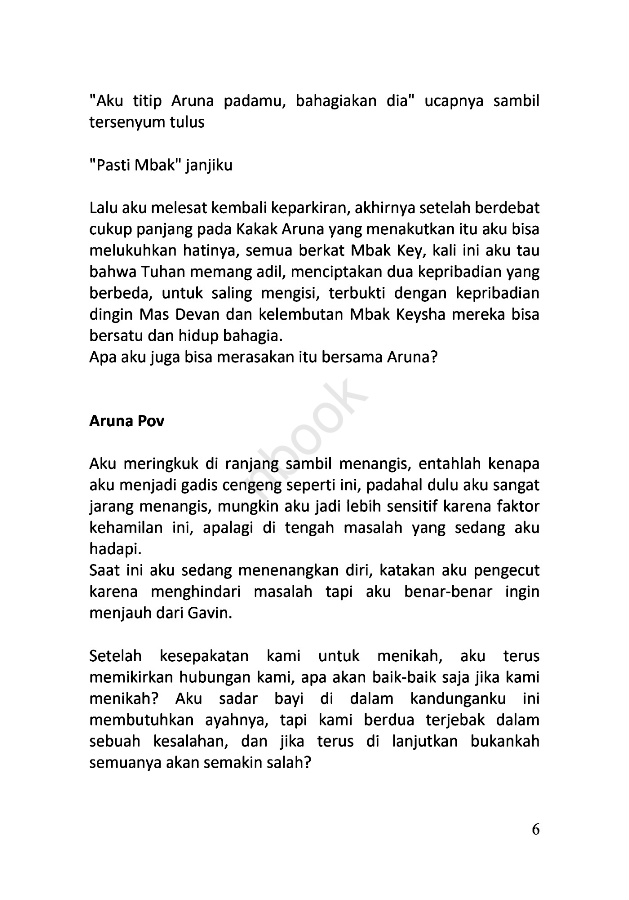 "Aku titip Aruna padamu, bahagiakan dia" ucapnya sambil
tersenyum tulus
"Pasti Mbak" janjiku
Lalu aku melesat kembali keparkiran, akhirnya setelah berdebat
cukup panjang pada Kakak Aruna yang menakutkan itu aku bisa
melukuhkan hatinya, semua berkat Mbak Key, kali ini aku tau
bahwa Tuhan memang adil, menciptakan dua kepribadian yang
berbeda, untuk saling mengisi, terbukti dengan kepribadian
dingin Mas Devan dan kelembutan Mbak Keysha mereka bisa
bersatu dan hidup bahagia.
Apa aku juga bisa merasakan itu bersama Aruna?
Aruna Pov
Aku meringkuk di ranjang sambil menangis, entahlah kenapa
aku menjadi gadis cengeng seperti ini, padahal dulu aku sangat
jarang menangis, mungkin aku jadi lebih sensitif karena faktor
kehamilan ini, apalagi di tengah masalah yang sedang aku
hadapi.
Saat ini aku sedang menenangkan diri, katakan aku pengecut
karena menghindari masalah tapi aku benar-benar ingin
menjauh dari Gavin.
Setelah kesepakatan kami untuk menikah, aku terus
memikirkan hubungan kami, apa akan baik-baik saja jika kami
menikah? Aku sadar bayi di dalam kandunganku ini
membutuhkan ayahnya, tapi kami berdua terjebak dalam
sebuah kesalahan, dan jika terus di lanjutkan bukankah
semuanya akan semakin salah?
6